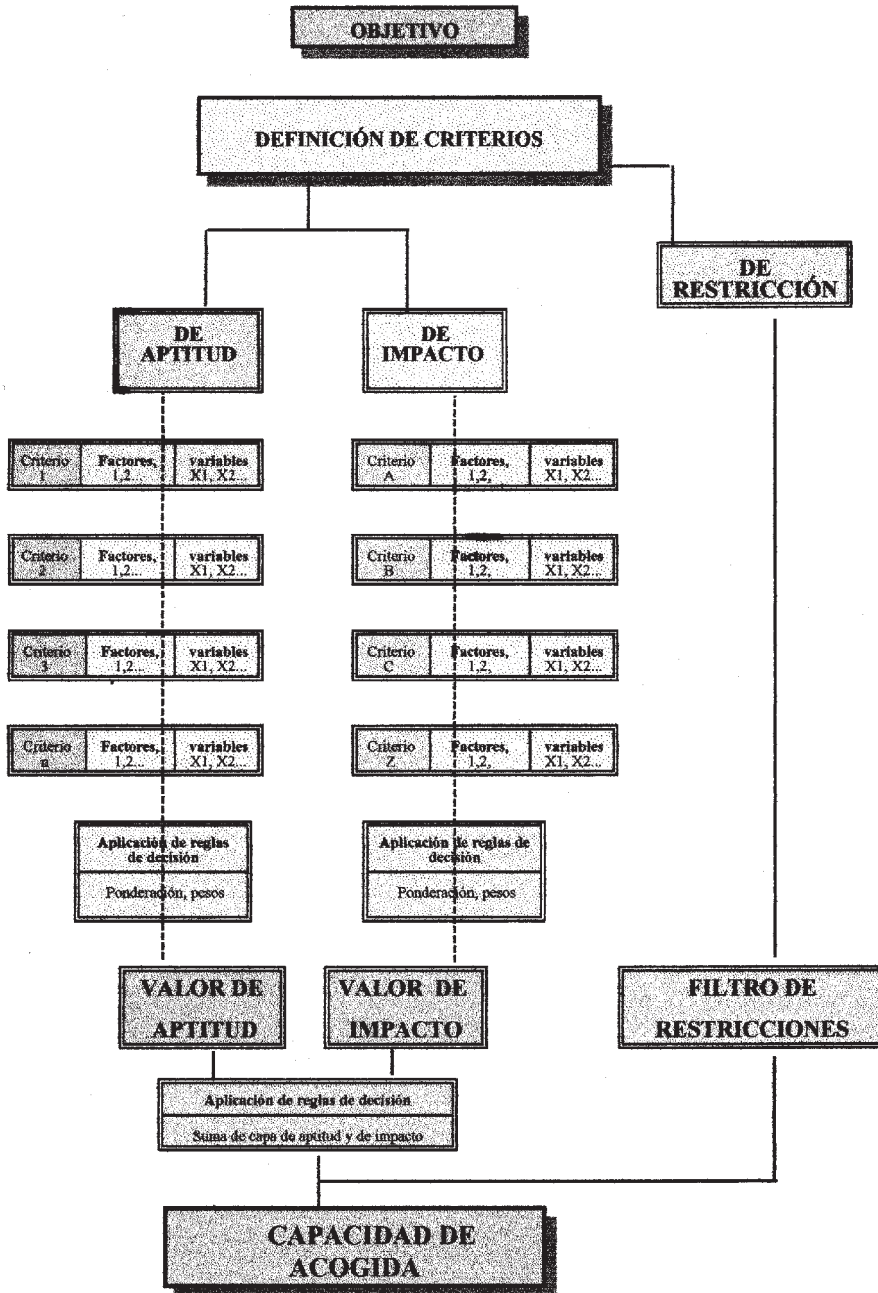 OBJETIVO
DEFINICIÓN DE CRITERIOS
DE
RESTRICCIÓN
DE
APTITUD
DE
IMPACTO
Criterio
1
Factores,
1,2...
variables
X1, X2...
Criterio
A
Factores,
1,2,
variables
X1, X2...
Criterio
2
Factores,
1,2...
variables
X1, X2...
Criterio
B
Factores,
1,2,
variables
X1, X2...
Criterio
3
Factores,
1,2...
variables
X1, X2...
Criterio
C
Factores,
1,2,
variables
X1, X2...
Criterio
n
Factores,
1,2...
variables
X1, X2...
Criterio
Z
Factores,
1,2,
variables
X1, X2...
Aplicación de reglas
de decisión
Ponderación, pesos
Aplicación de reglas de
decisión
Ponderación, pesos
VALOR DE
APTITUD
VALOR DE
IMPACTO
FILTRO DE
RESTRICCIONES
Aplicación de reglas de decisión
Suma de capa de aptitud y de impacto
CAPACIDAD DE
ACOGIDA